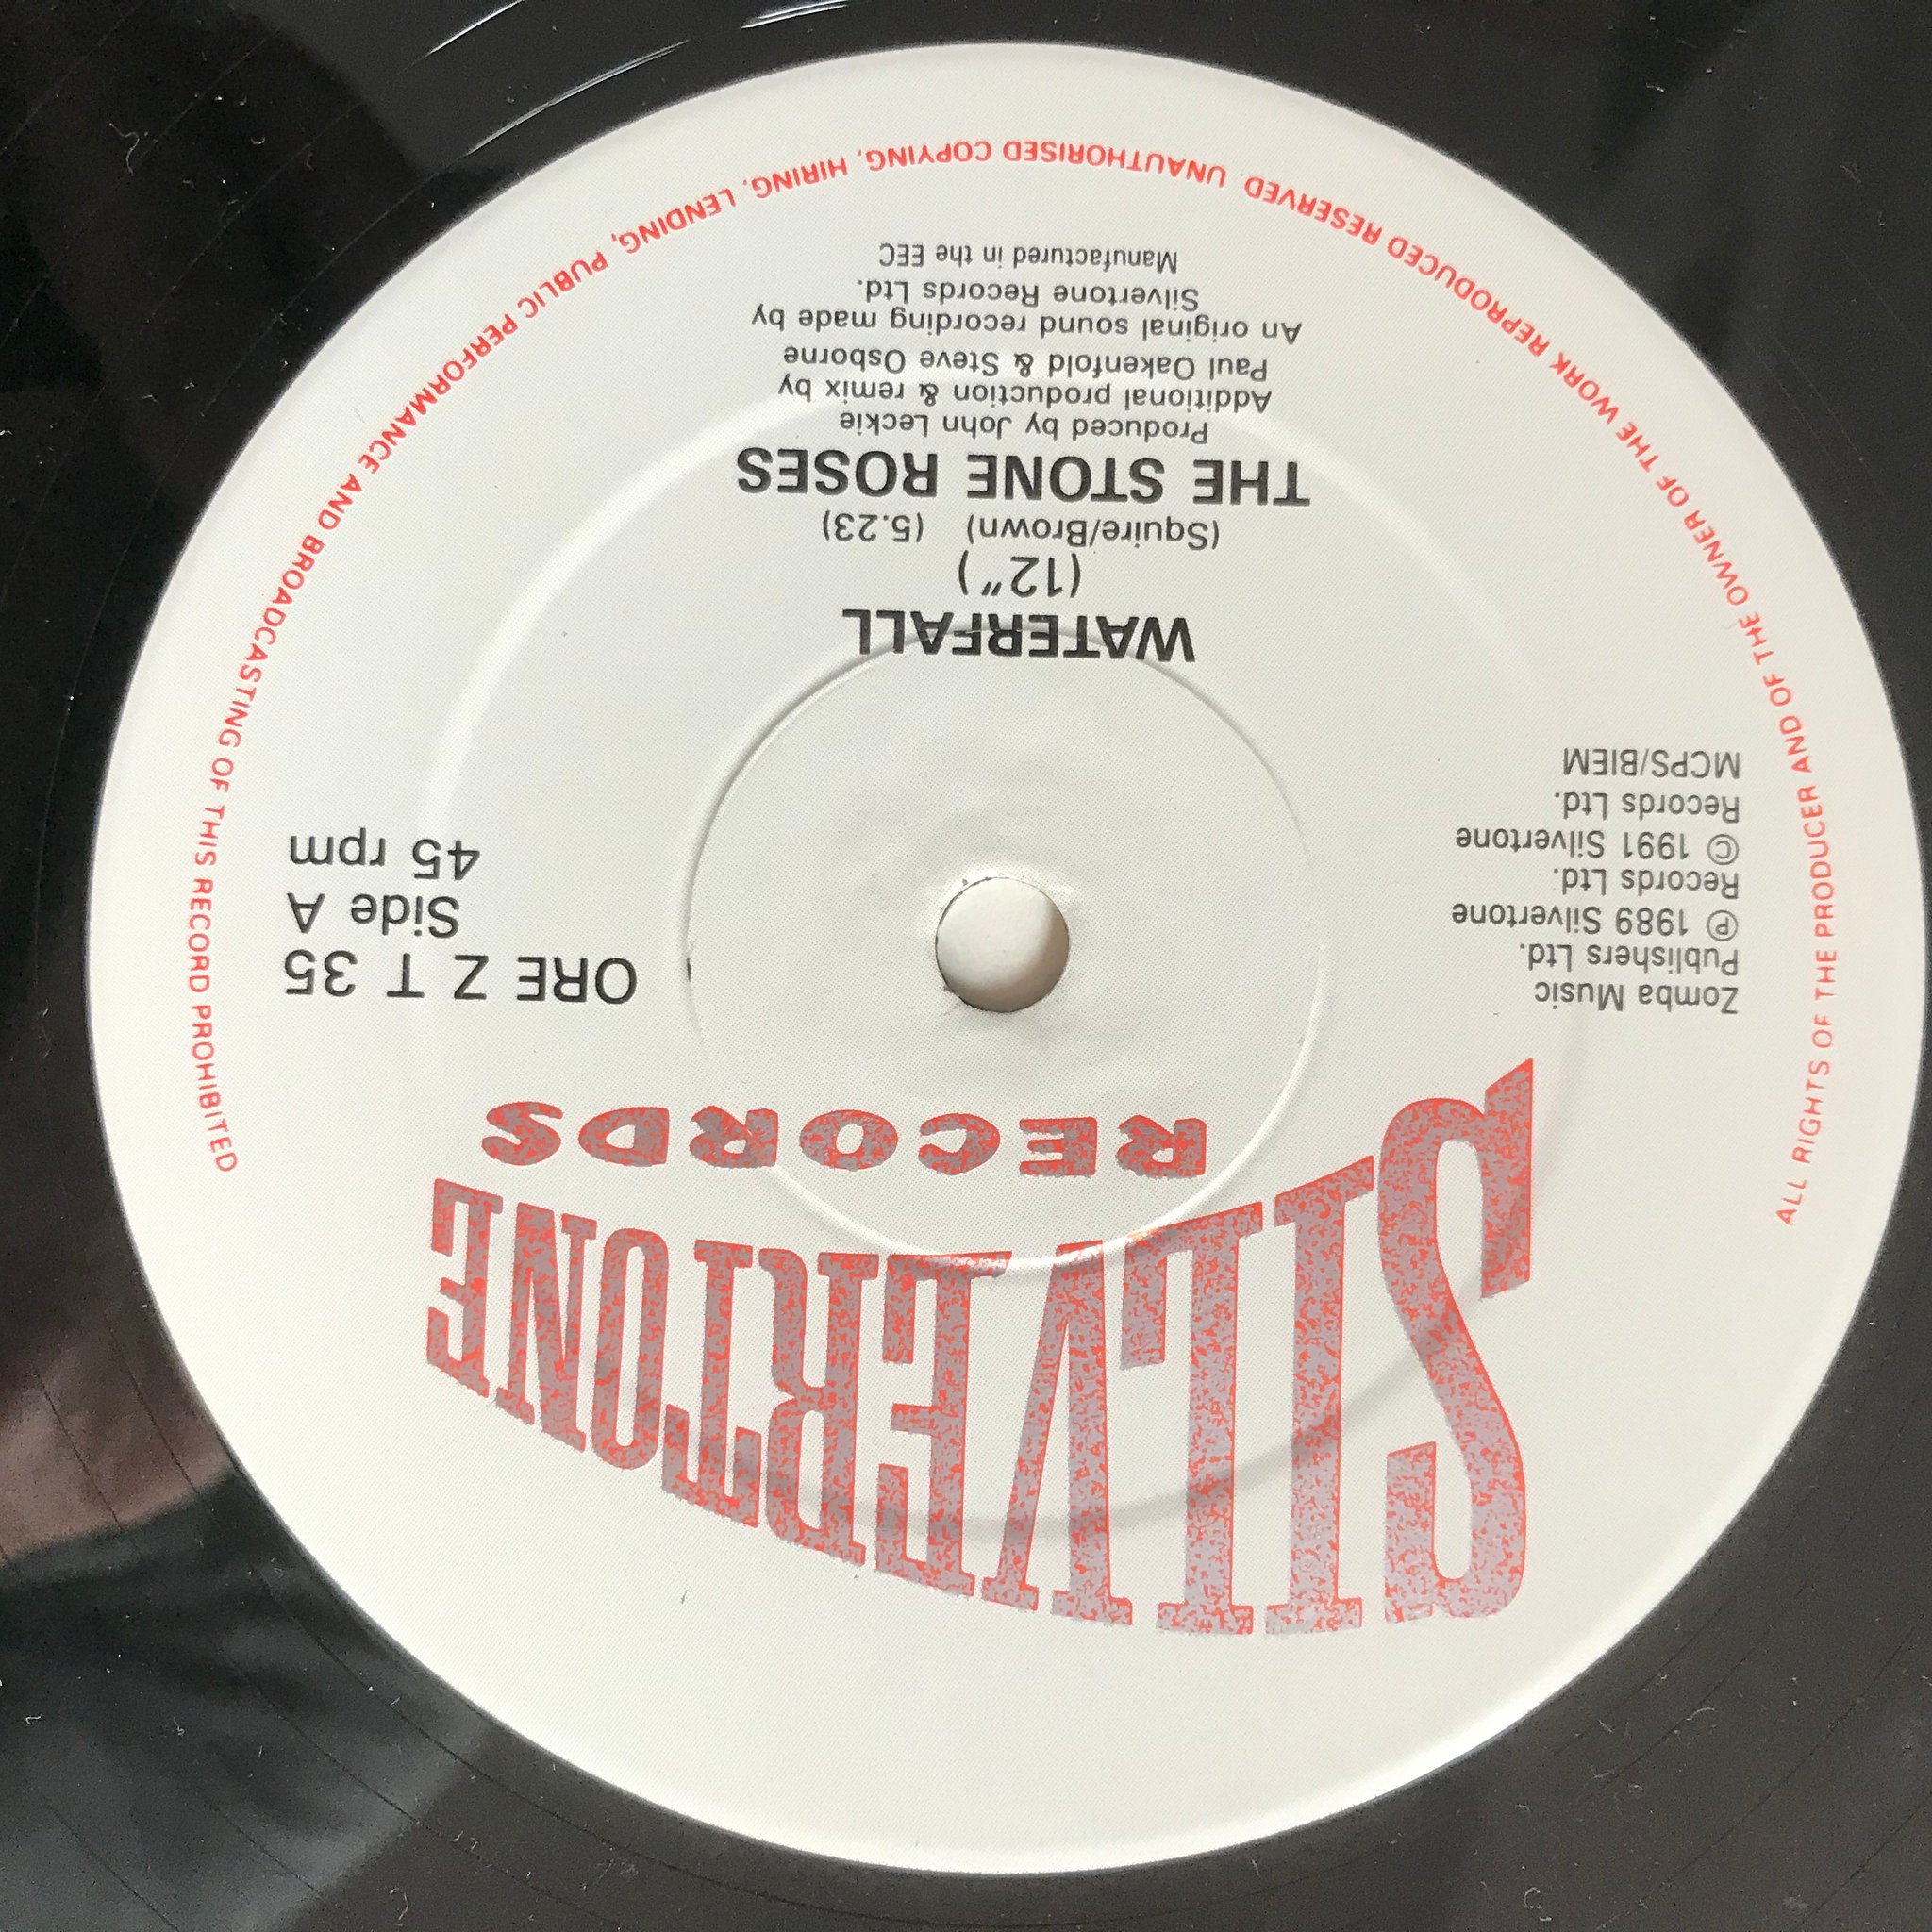 SILVERTONE
RECORDS
Zomba Music
Publishers Ltd.
Ⓟ 1989 Silvertone
Records Ltd.
© 1991 Silvertone
Records Ltd.
MCPS/BIEM
ORE Z T 35
Side A
45 rpm
WATERFALL
(12")
(Squire/Brown) (5.23)
THE STONE ROSES
Produced by John Leckie
Additional production & remix by
Paul Oakenfold & Steve Osborne
An original sound recording made by
Silvertone Records Ltd.
Manufactured in the EEC
ALL RIGHTS OF THE PRODUCER AND OF THE OWNER OF THE WORK REPRODUCED RESERVED. UNAUTHORISED COPYING, HIRING, LENDING, PUBLIC PERFORMANCE AND BROADCASTING OF THIS RECORD PROHIBITED